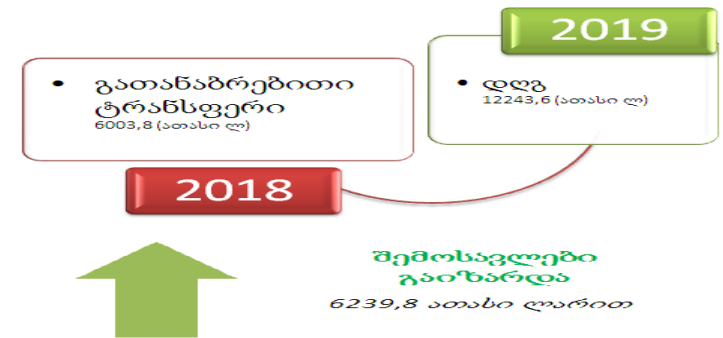 2019
• დღგ
12243,6 (ათასი ლ)
• გათანაბრებითი
ტრანსფერი
6003,8 (ათასი ლ)
2018
შემოსავლები
გაიზარდა
6239,8 ათასი ლარით